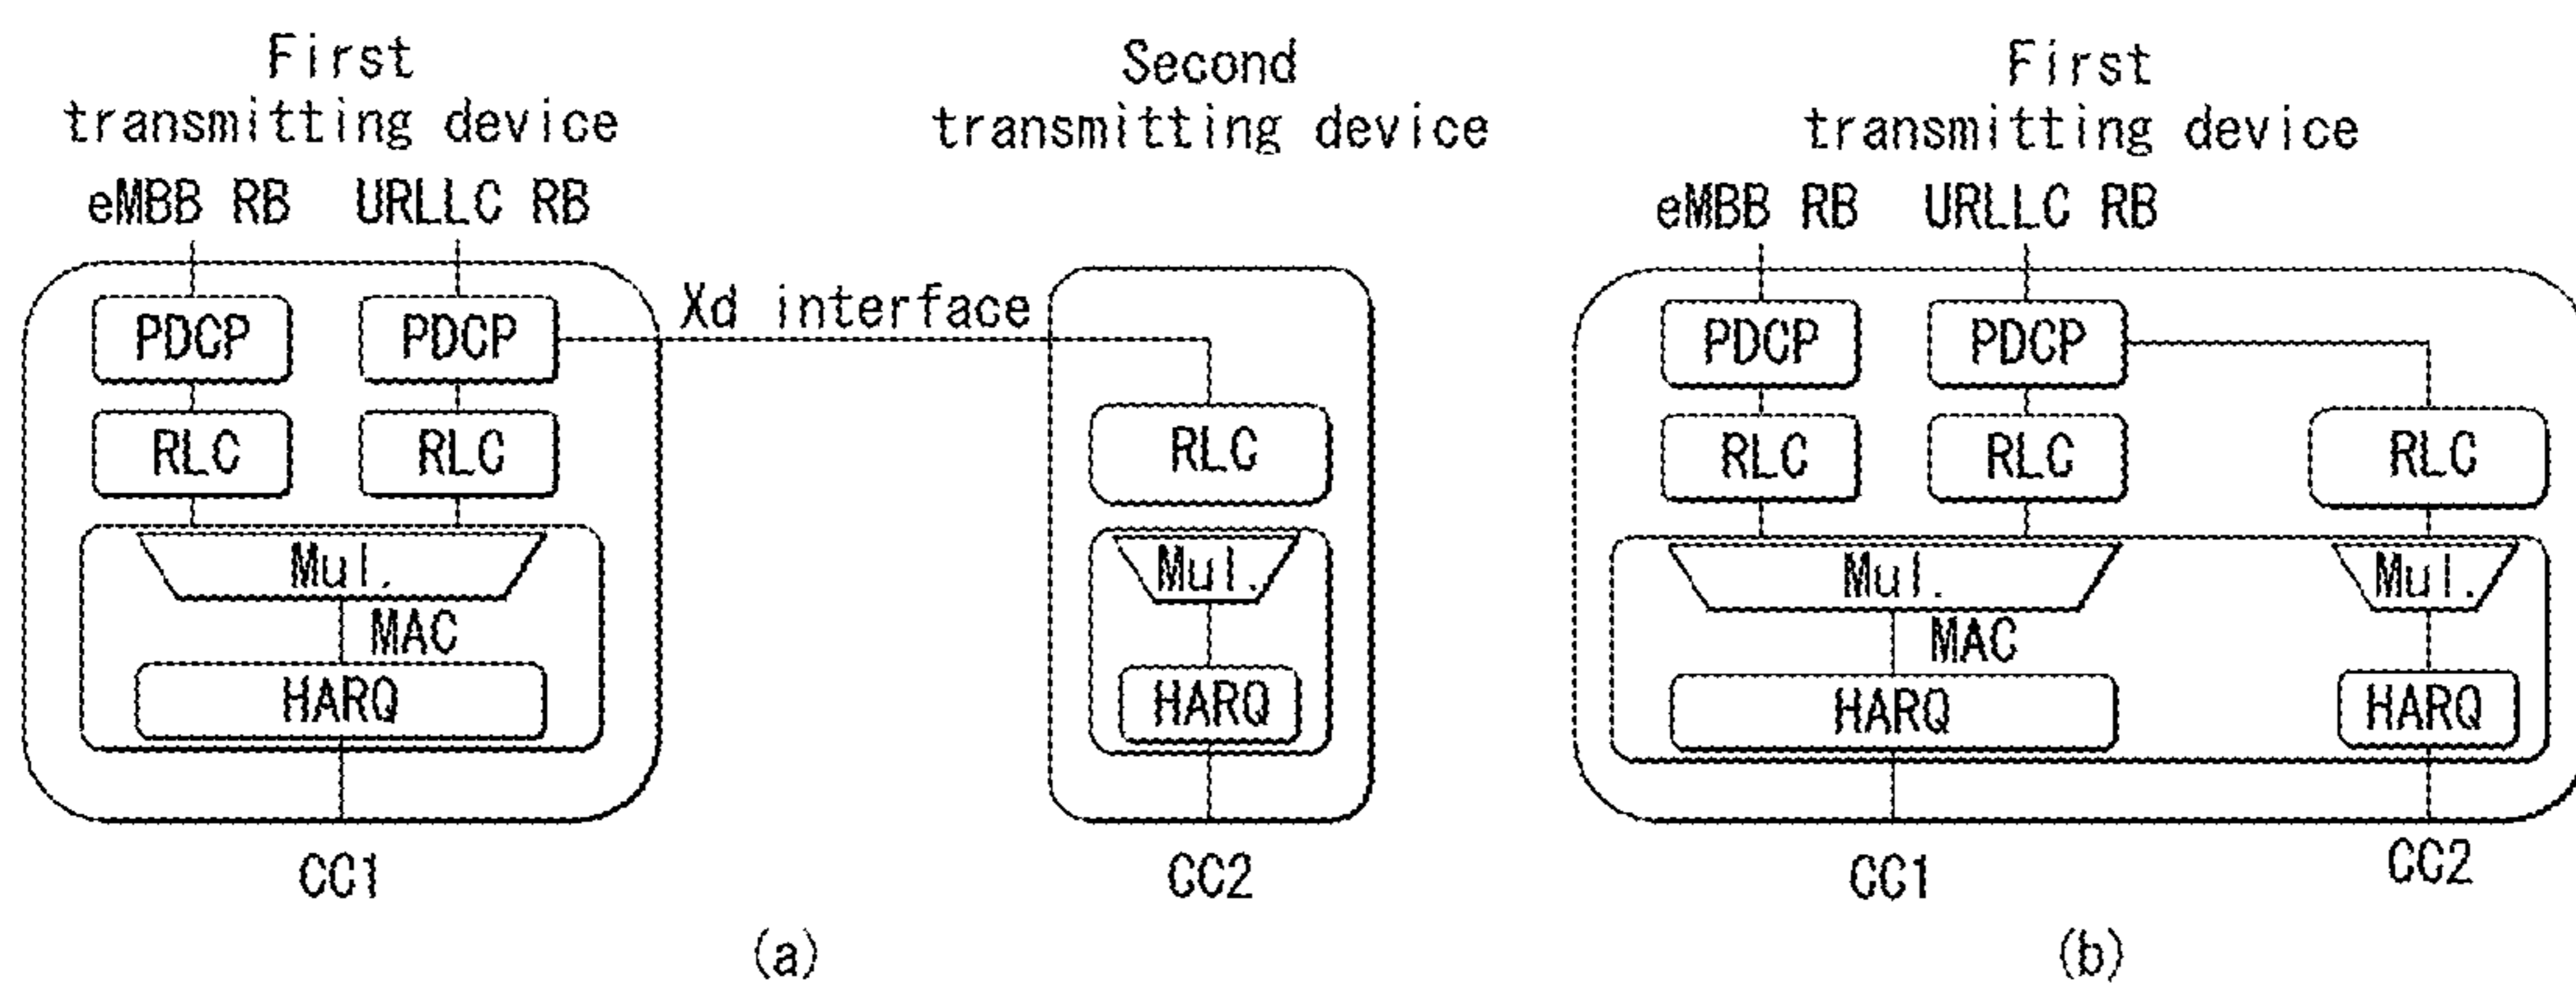 First
transmitting device
Second
transmitting device
First
transmitting device
eMBB RB
URLLC RB
eMBB RB
URLLC RB
PDCP
PDCP
Xd interface
PDCP
PDCP
RLC
RLC
RLC
RLC
RLC
RLC
Mul.
Mul.
Mul.
Mul.
MAC
MAC
HARQ
HARQ
HARQ
HARQ
CC1
CC2
CC1
CC2
(a)
(b)